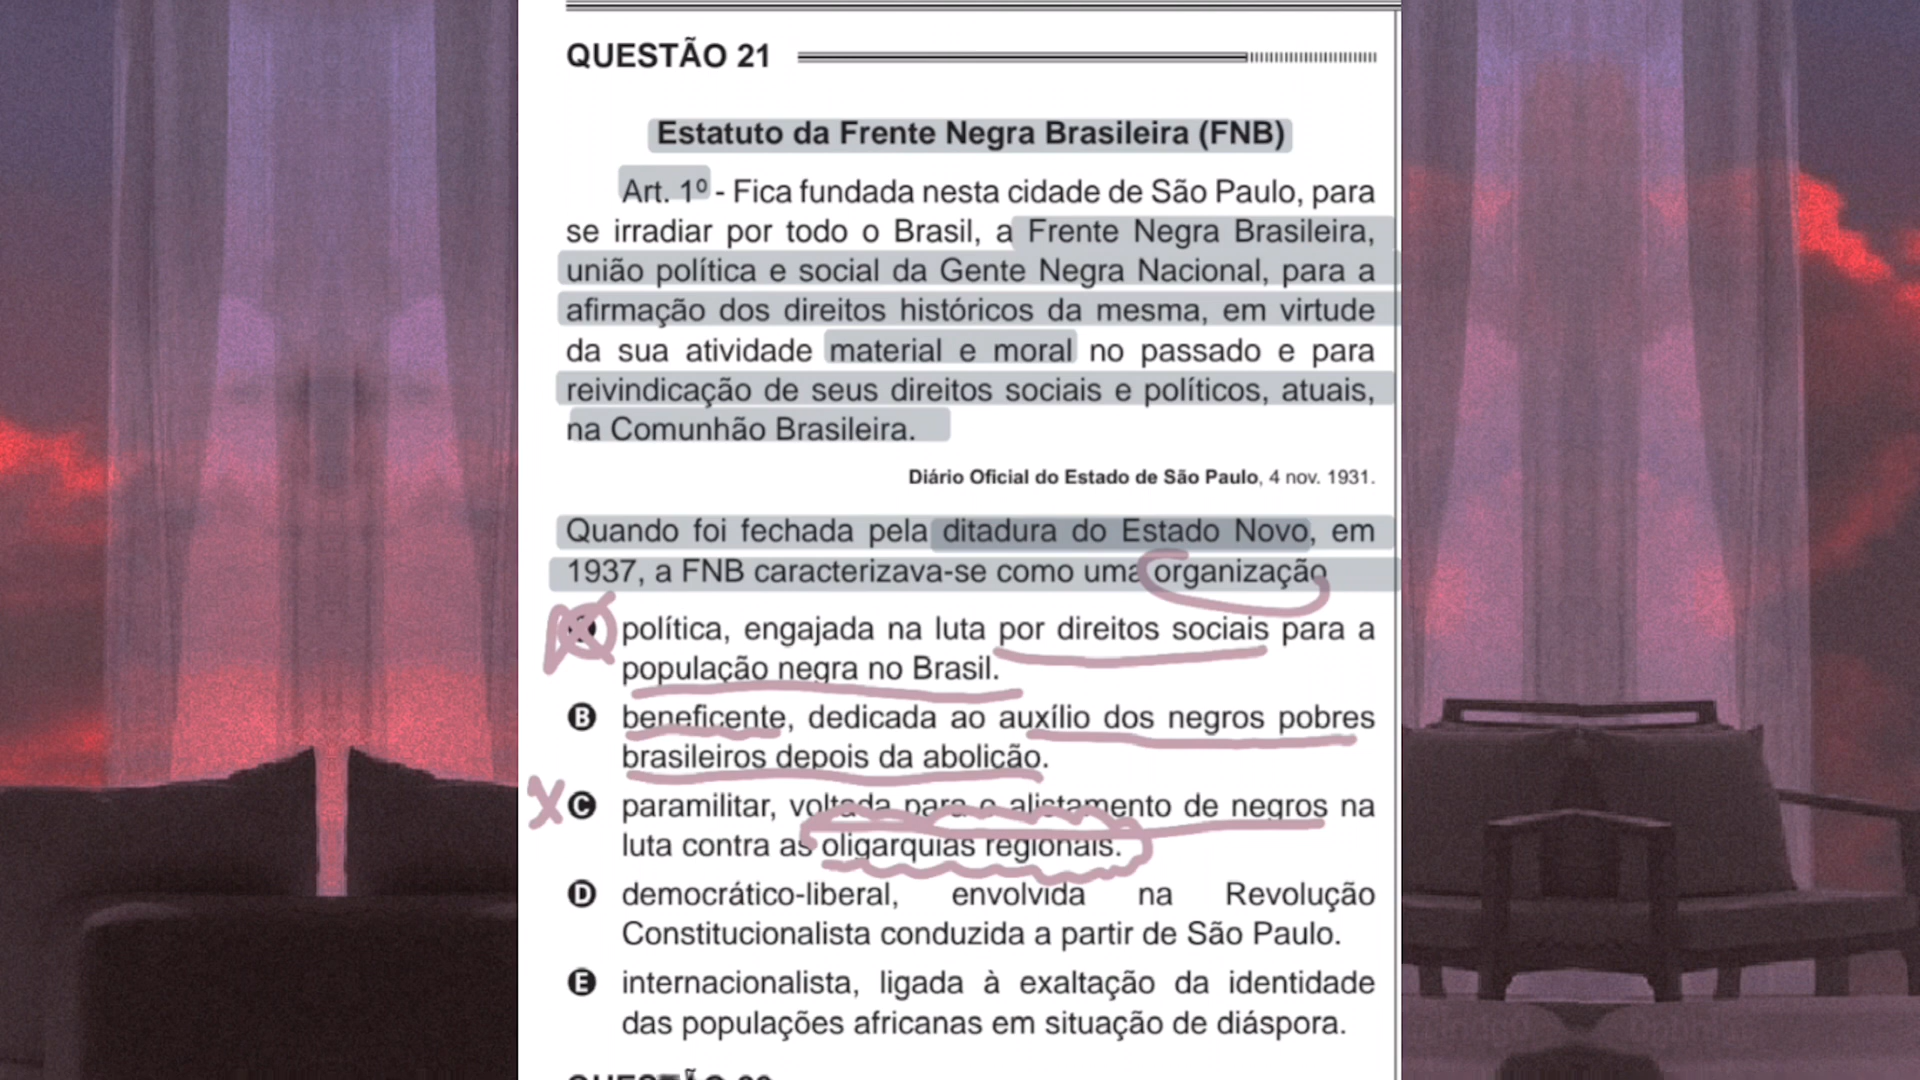 QUESTÃO 21
Estatuto da Frente Negra Brasileira (FNB)
Art. 1º - Fica fundada nesta cidade de São Paulo, para
se irradiar por todo o Brasil, a Frente Negra Brasileira,
união política e social da Gente Negra Nacional, para a
afirmação dos direitos históricos da mesma, em virtude
da sua atividade material e moral no passado e para
reivindicação de seus direitos sociais e políticos, atuais,
na Comunhão Brasileira.
Diário Oficial do Estado de São Paulo, 4 nov. 1931.
Quando foi fechada pela ditadura do Estado Novo, em
1937, a FNB caracterizava-se como uma organização
política, engajada na luta por direitos sociais para a
população negra no Brasil.
B beneficente, dedicada ao auxílio dos negros pobres
brasileiros depois da abolição.
X C paramilitar, voltada para o alistamento de negros na
luta contra as oligarquias regionais.
D democrático-liberal, envolvida na Revolução
Constitucionalista conduzida a partir de São Paulo.
E internacionalista, ligada à exaltação da identidade
das populações africanas em situação de diáspora.